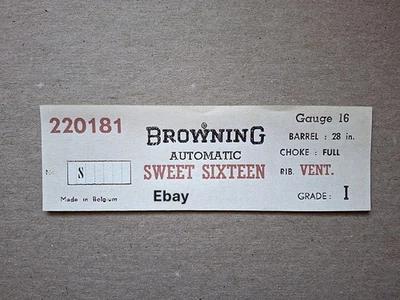 220181
BROWNING
AUTOMATIC
SWEET SIXTEEN
Gauge 16
BARREL : 28 in.
CHOKE : FULL
RIB. VENT.
GRADE : I
No
S
Made in Belgium
Ebay